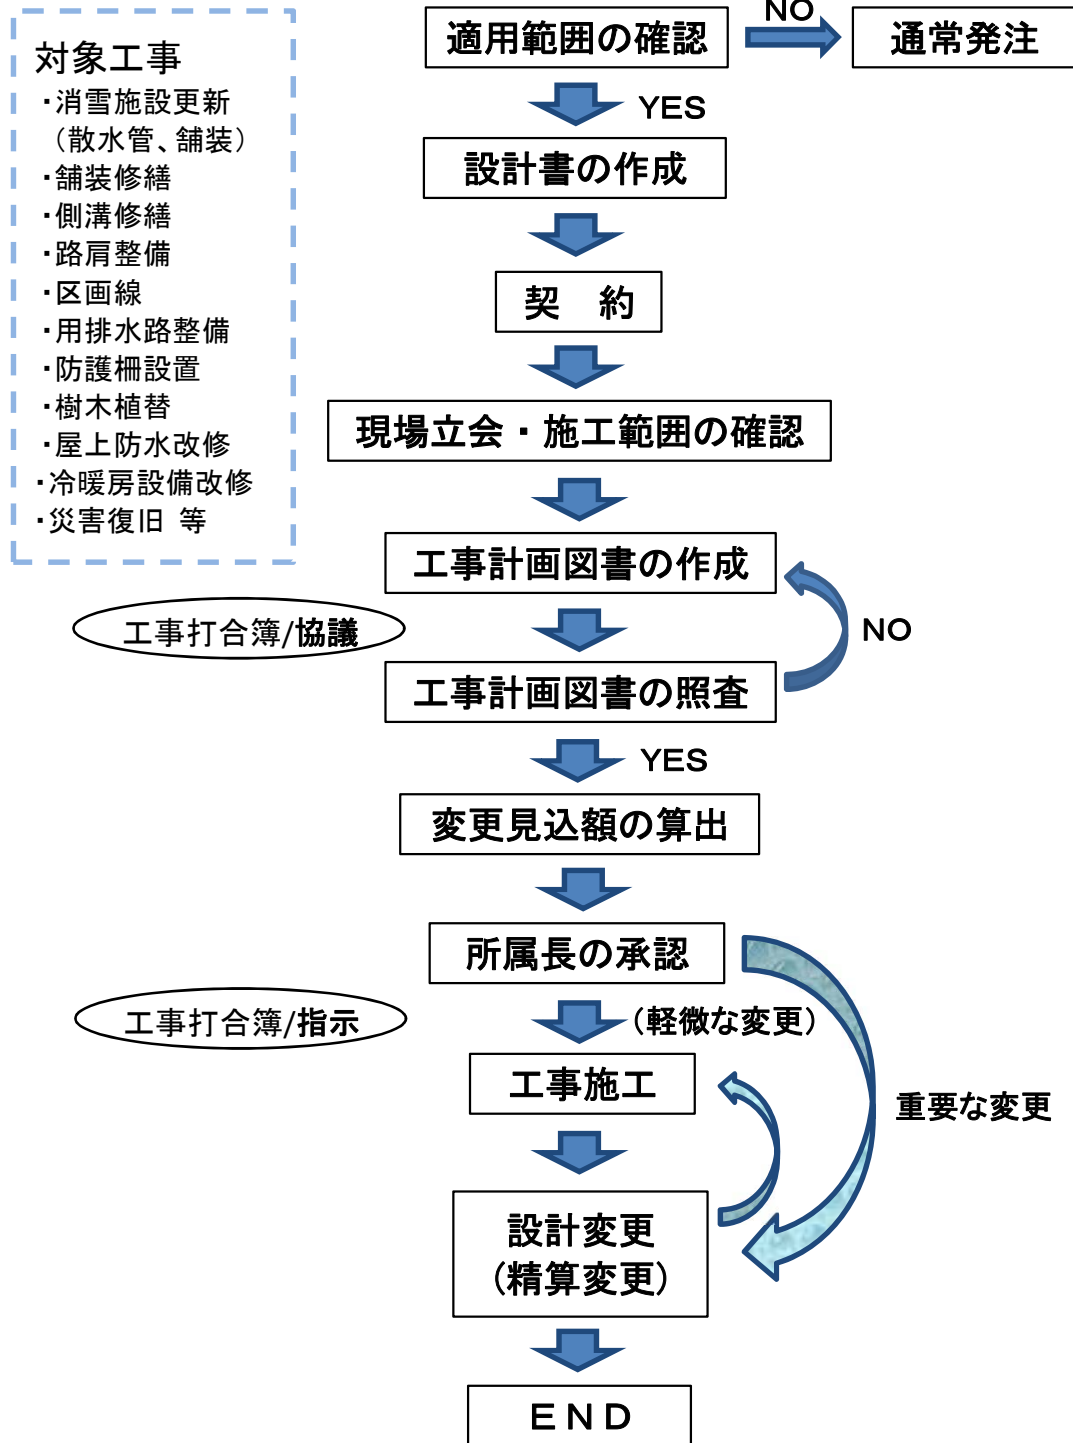 対象工事
・消雪施設更新
（散水管、舗装）
・舗装修繕
・側溝修繕
・路肩整備
・区画線
・用排水路整備
・防護柵設置
・樹木植替
・屋上防水改修
・冷暖房設備改修
・災害復旧 等
適用範囲の確認
NO
通常発注
YES
設計書の作成
契　約
現場立会・施工範囲の確認
工事計画図書の作成
工事打合簿/協議
NO
工事計画図書の照査
YES
変更見込額の算出
所属長の承認
工事打合簿/指示
（軽微な変更）
工事施工
重要な変更
設計変更
（精算変更）
END